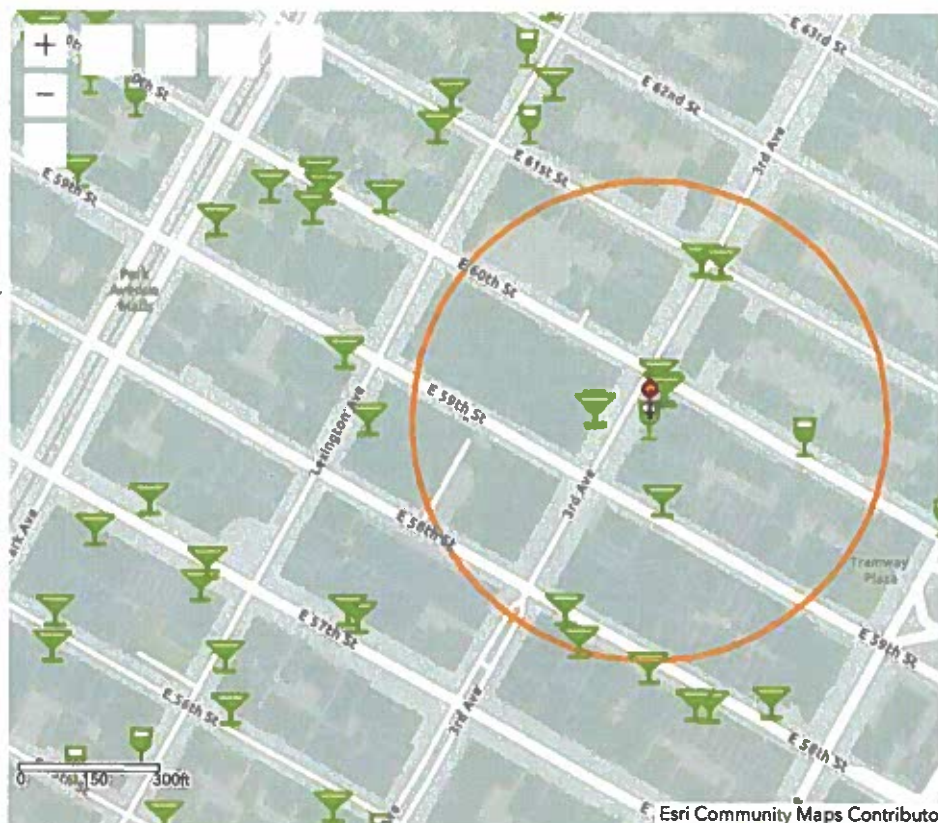 +
E 63rd St
E 62nd St
3rd Ave
E 61st St
E 59th St
Park
Avenue
Malls
E 60th St
Lexington Ave
E 59th St
3rd Ave
E 58th St
Tramway
Plaza
E 59th St
E 57th St
E 56th St
3rd Ave
E 58th St
0 150 300ft
Esri Community Maps Contributo